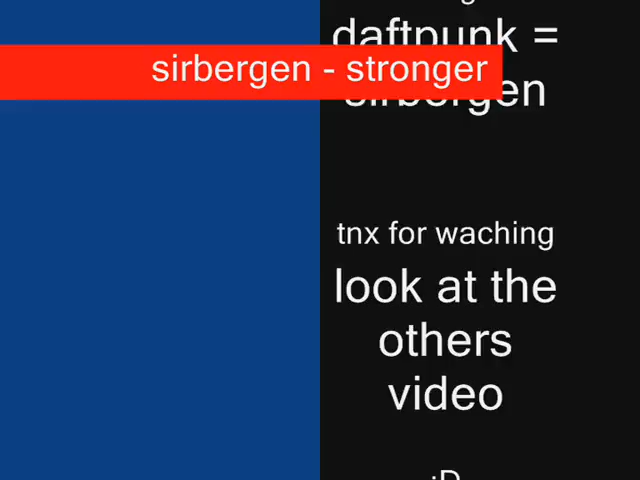 daftpunk =
sirbergen - stronger
sirbergen
tnx for waching
look at the
others
video
:D